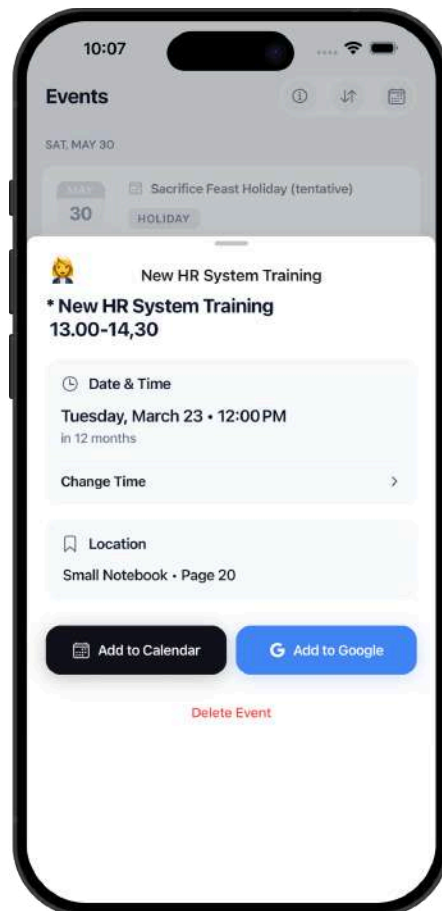 10:07
Events
SAT, MAY 30
MAY
30
Sacrifice Feast Holiday (tentative)
HOLIDAY
New HR System Training
* New HR System Training
13.00-14,30
Date & Time
Tuesday, March 23 • 12:00 PM
in 12 months
Change Time
Location
Small Notebook • Page 20
Add to Calendar
G Add to Google
Delete Event